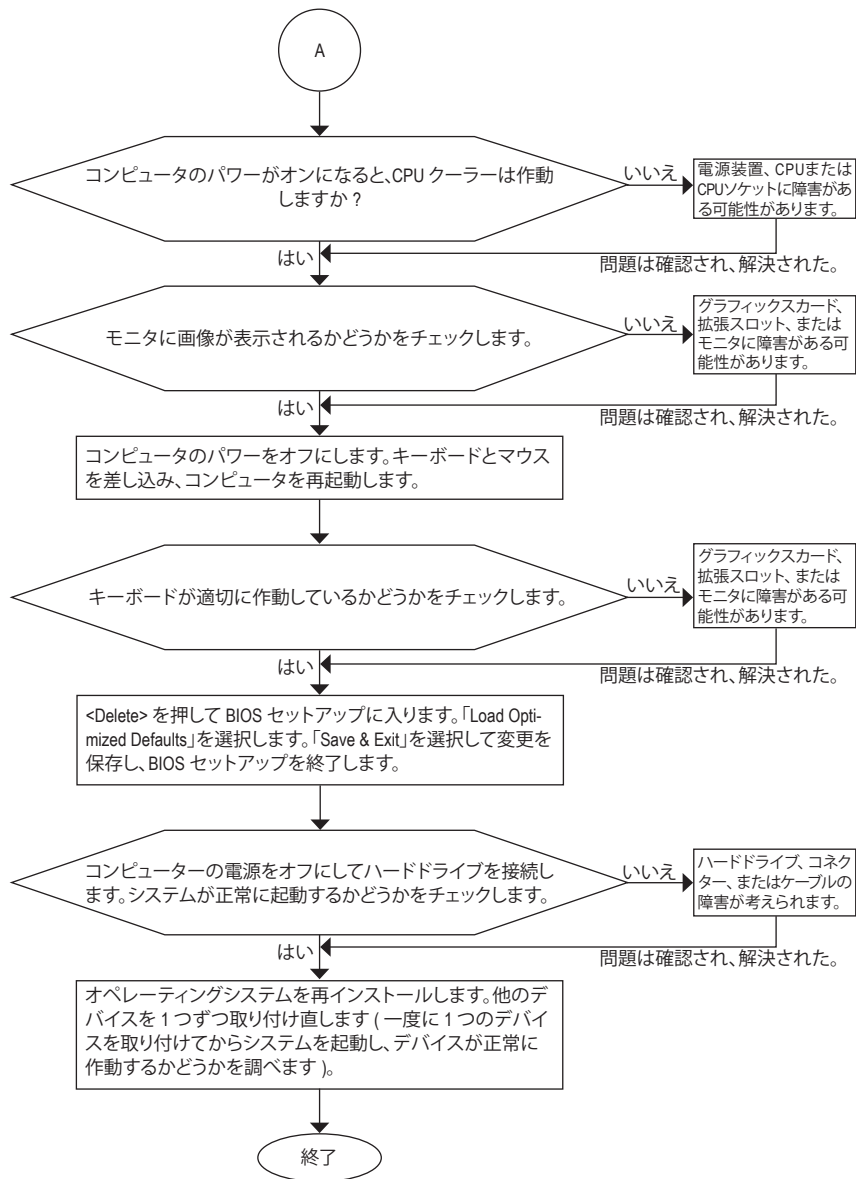 A
コンピュータのパワーがオンになると、CPU クーラーは作動
しますか ?
いいえ
電源装置、CPUまたは
CPUソケットに障害があ
る可能性があります。
はい
問題は確認され、解決された。
モニタに画像が表示されるかどうかをチェックします。
いいえ
グラフィックスカード、
拡張スロット、または
モニタに障害がある可
能性があります。
はい
問題は確認され、解決された。
コンピュータのパワーをオフにします。キーボードとマウス
を差し込み、コンピュータを再起動します。
キーボードが適切に作動しているかどうかをチェックします。
いいえ
グラフィックスカード、
拡張スロット、または
モニタに障害がある可
能性があります。
はい
問題は確認され、解決された。
<Delete> を押して BIOS セットアップに入ります。「Load Opti-
mized Defaults」を選択します。「Save & Exit」を選択して変更を
保存し、BIOS セットアップを終了します。
コンピューターの電源をオフにしてハードドライブを接続し
ます。システムが正常に起動するかどうかをチェックします。
いいえ
ハードドライブ、コネク
ター、またはケーブルの
障害が考えられます。
はい
問題は確認され、解決された。
オペレーティングシステムを再インストールします。他のデ
バイスを 1 つずつ取り付け直します ( 一度に 1 つのデバイ
スを取り付けてからシステムを起動し、デバイスが正常に
作動するかどうかを調べます )。
終了